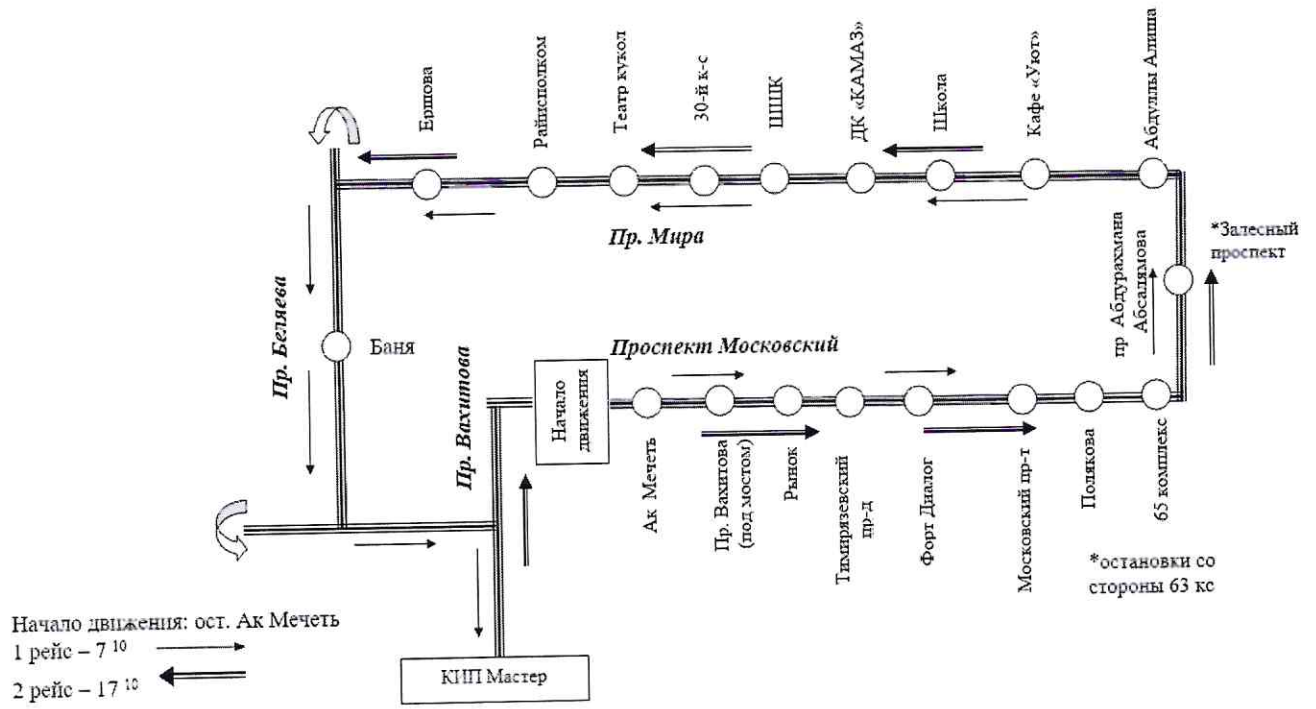 Ершова
Райисполком
Театр кукол
30-й к-с
ШШК
ДК «КАМАЗ»
Школа
Кафе «Уют»
Абдуллы Алиша
Пр. Мира
*Залесный
проспект
пр Абдурахмана
Абсалямова
Пр. Беляева
Баня
Пр. Вахитова
Проспект Московский
Начало
движения
Ак Мечеть
Пр. Вахитова
(под мостом)
Рынок
Тимирязевский
пр-д
Форт Диалог
Московский пр-т
Полякова
65 комплекс
*остановки со
стороны 63 кс
Начало движения: ост. Ак Мечеть
1 рейс – 7 10
2 рейс – 17 10
КИП Мастер